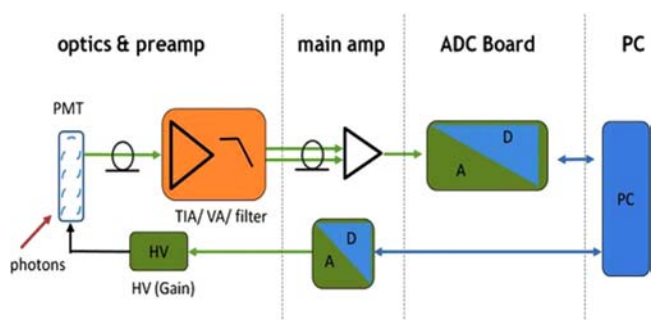 optics & preamp
main amp
ADC Board
PC
PMT
D
A
PC
TIA/ VA/ filter
photons
HV
HV (Gain)
D
A